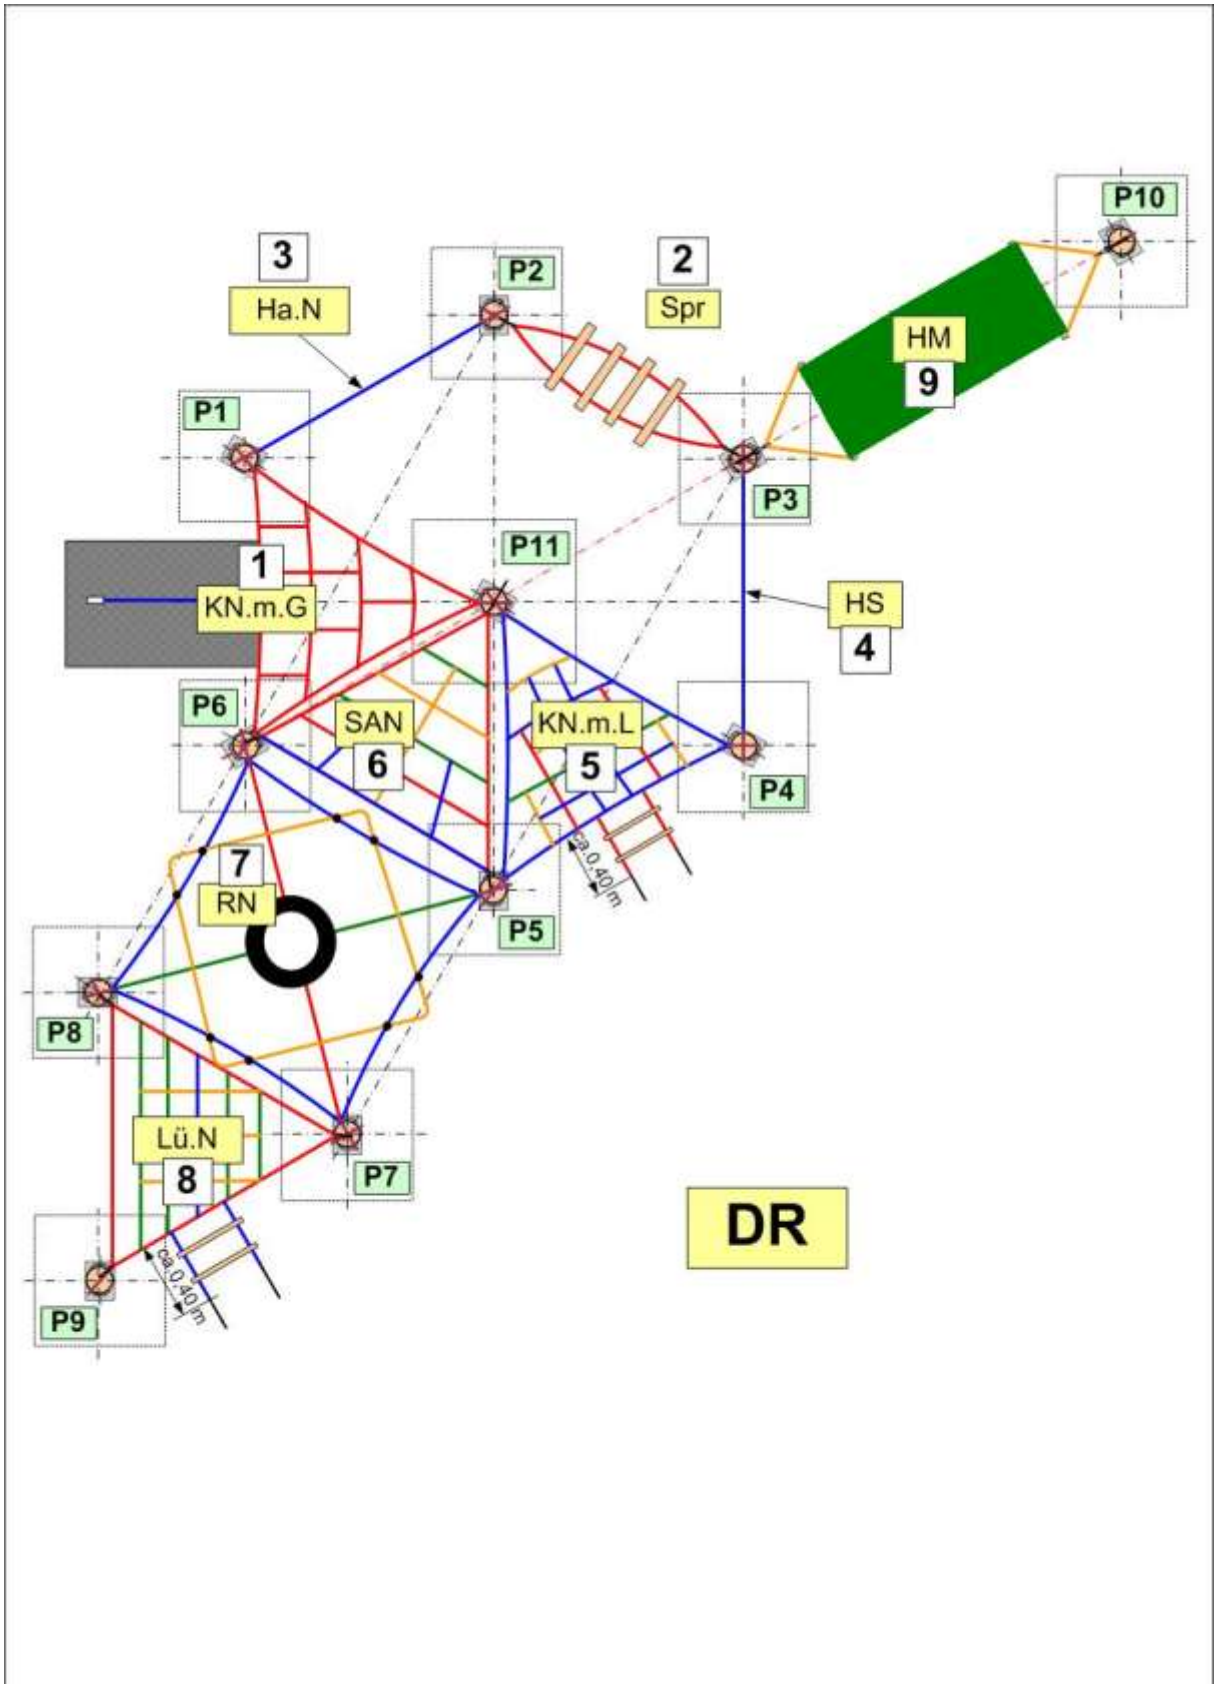 P10
3
2
P2
Ha.N
Spr
HM
9
P1
P3
P11
1
KN.m.G
HS
4
P6
SAN
6
KN.m.L
5
P4
ca.0,40 m
7
RN
P5
P8
Lü.N
8
P7
DR
ca.0,40 m
P9